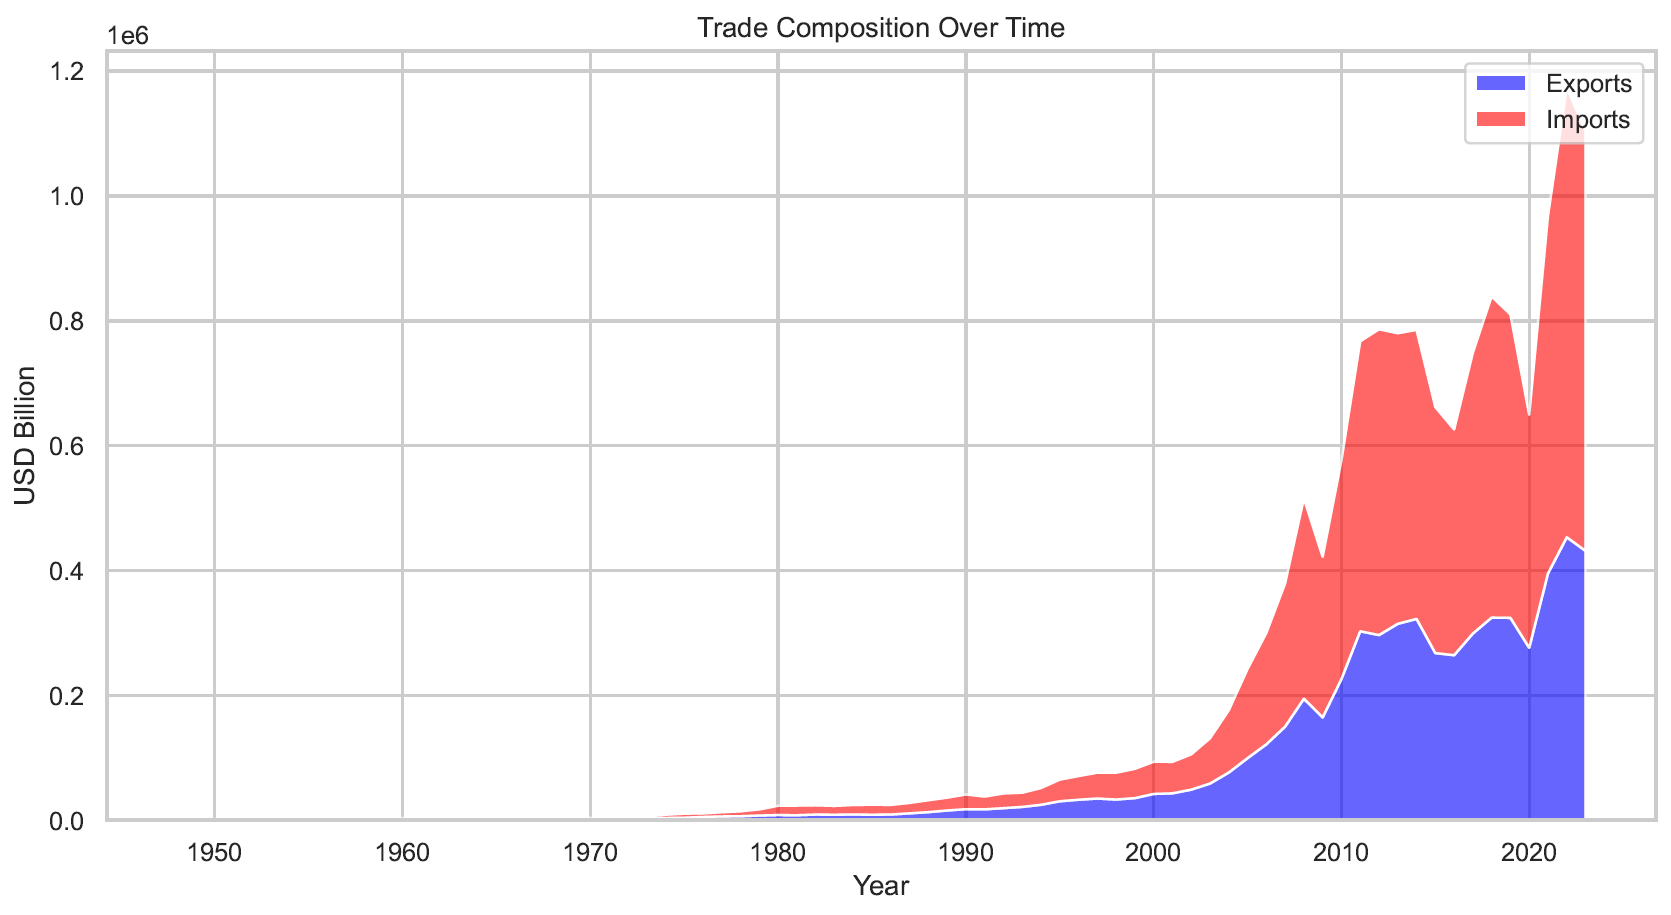 Trade Composition Over Time
1e6
1.2
1.0
0.8
0.6
0.4
0.2
0.0
USD Billion
Exports
Imports
1950 1960 1970 1980 1990 2000 2010 2020
Year